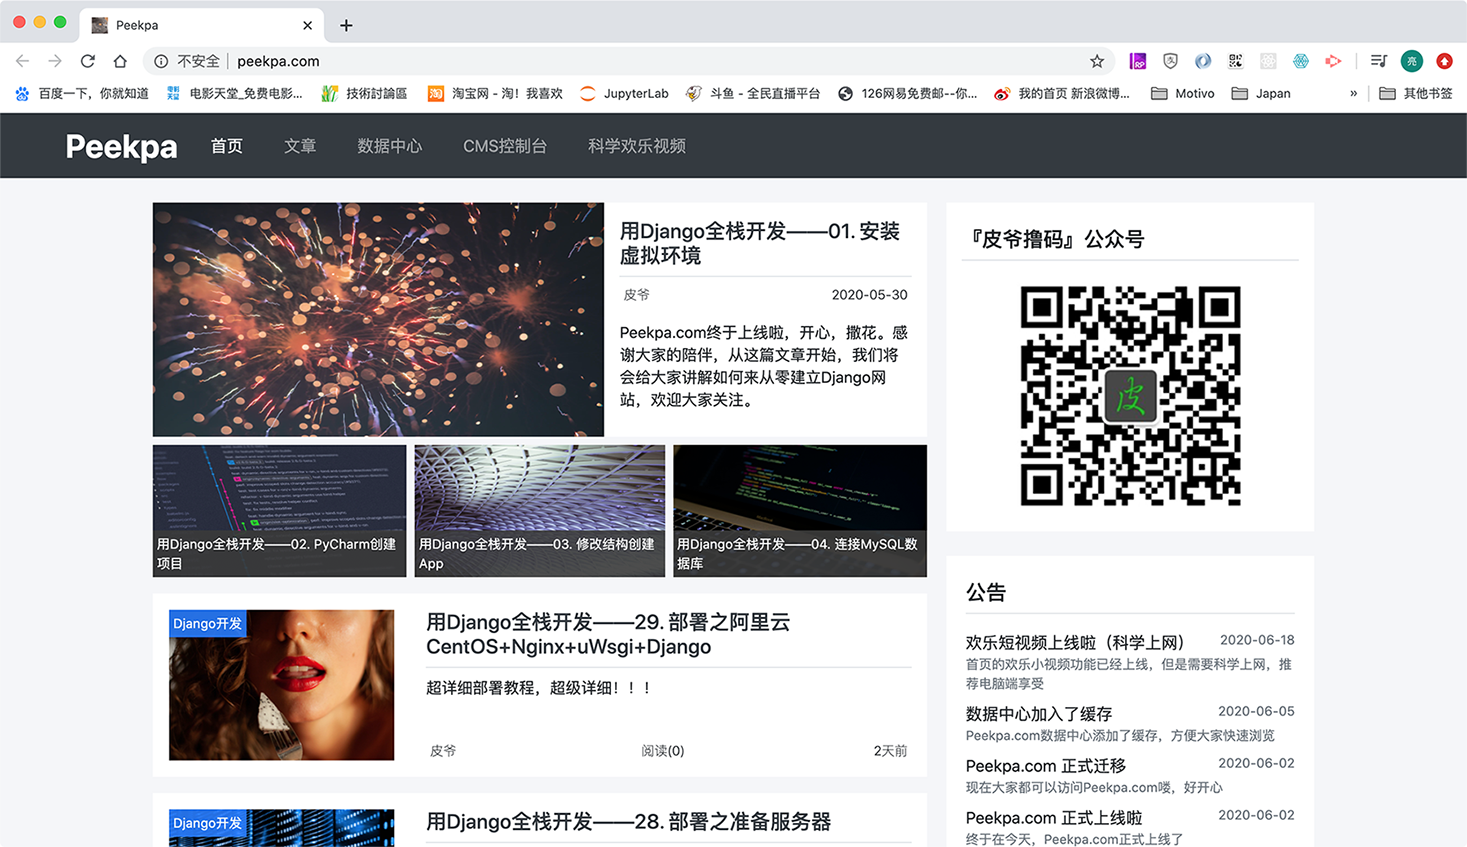 Peekpa
不安全 peekpa.com
RP 亮
百度一下，你就知道 电影天堂_免费电影... 技術討論區 淘宝网 - 淘！我喜欢 JupyterLab 斗鱼 - 全民直播平台 126网易免费邮--你... 我的首页 新浪微博... Motivo Japan » 其他书签
Peekpa 首页 文章 数据中心 CMS控制台 科学欢乐视频
用Django全栈开发——01. 安装
虚拟环境
皮爷 2020-05-30
Peekpa.com终于上线啦，开心，撒花。感
谢大家的陪伴，从这篇文章开始，我们将
会给大家讲解如何来从零建立Django网
站，欢迎大家关注。
用Django全栈开发——02. PyCharm创建
项目
用Django全栈开发——03. 修改结构创建
App
用Django全栈开发——04. 连接MySQL数
据库
Django开发
用Django全栈开发——29. 部署之阿里云
CentOS+Nginx+uWsgi+Django
超详细部署教程，超级详细！！！
皮爷 阅读(0) 2天前
Django开发
用Django全栈开发——28. 部署之准备服务器
『皮爷撸码』公众号
皮
公告
欢乐短视频上线啦（科学上网） 2020-06-18
首页的欢乐小视频功能已经上线，但是需要科学上网，推
荐电脑端享受
数据中心加入了缓存 2020-06-05
Peekpa.com数据中心添加了缓存，方便大家快速浏览
Peekpa.com 正式迁移 2020-06-02
现在大家都可以访问Peekpa.com喽，好开心
Peekpa.com 正式上线啦 2020-06-02
终于在今天，Peekpa.com正式上线了